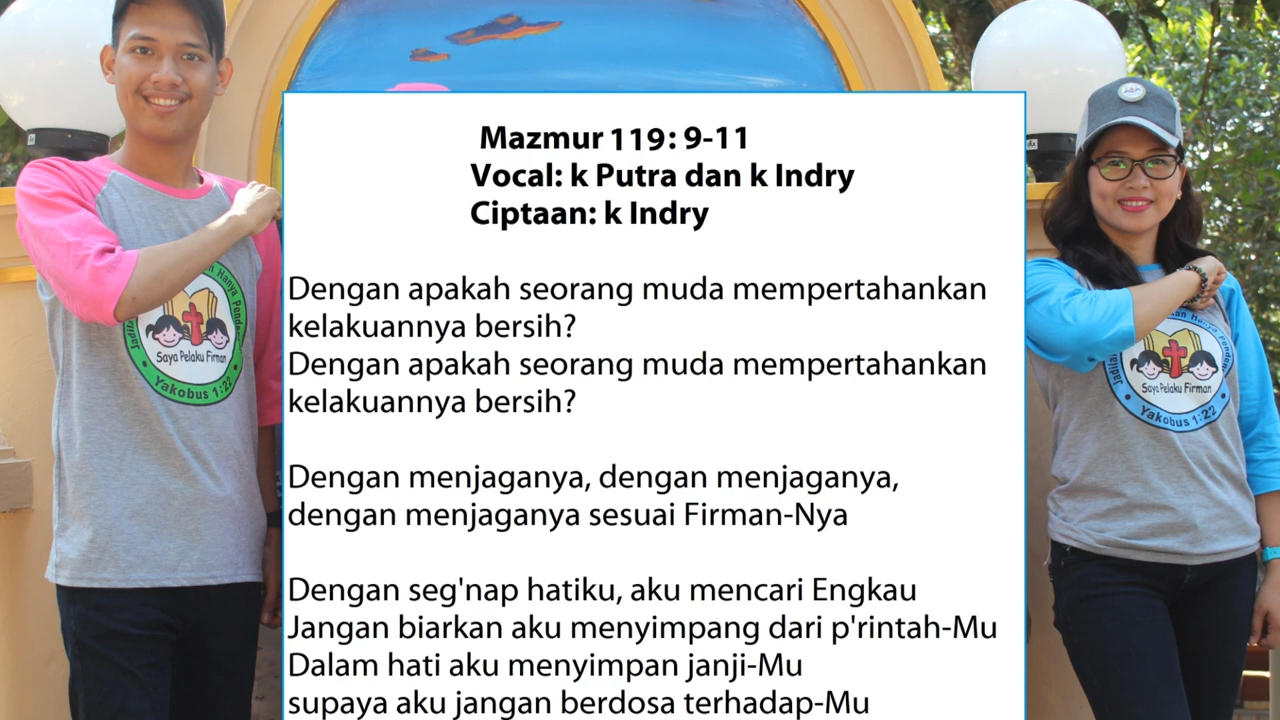 Mazmur 119: 9-11
Vocal: k Putra dan k Indry
Ciptaan: k Indry
Dengan apakah seorang muda mempertahankan
kelakuannya bersih?
Dengan apakah seorang muda mempertahankan
kelakuannya bersih?
Dengan menjaganya, dengan menjaganya,
dengan menjaganya sesuai Firman-Nya
Dengan seg'nap hatiku, aku mencari Engkau
Jangan biarkan aku menyimpang dari p'rintah-Mu
Dalam hati aku menyimpan janji-Mu
supaya aku jangan berdosa terhadap-Mu
Hanya
Saya Pelaku Firman
Yakobus 1:22
Saya Pelaku Firman
Yakobus 1:22